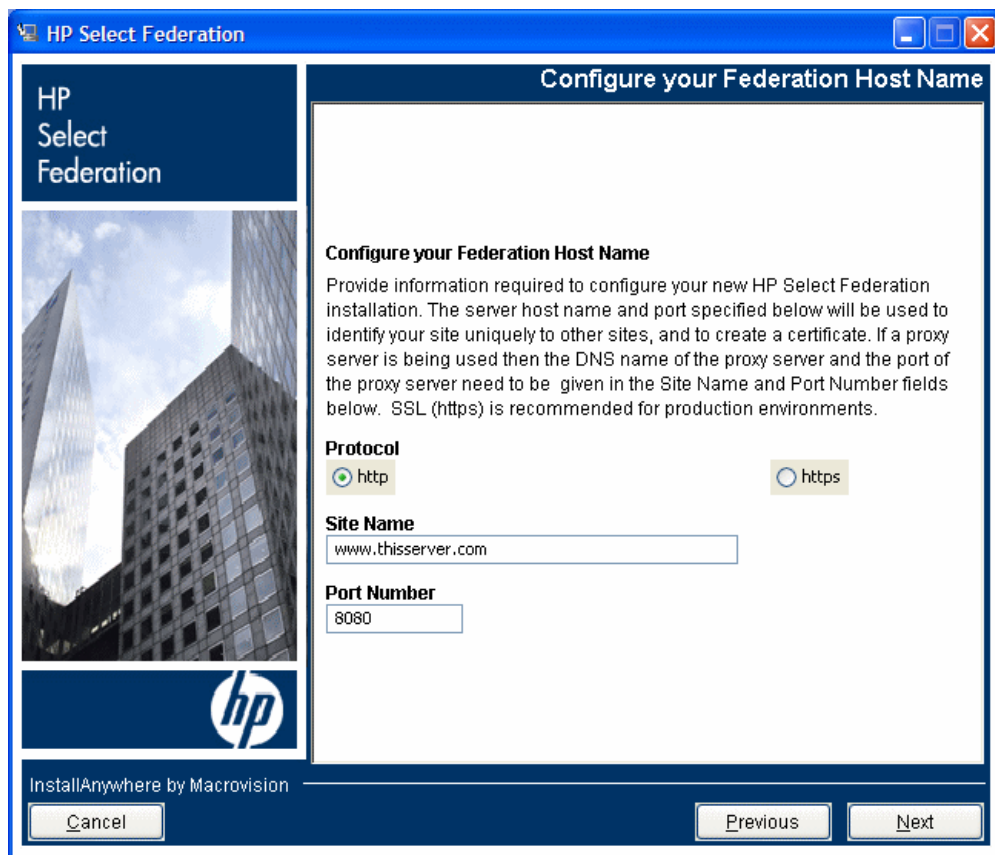 HP Select Federation
HP
Select
Federation
Configure your Federation Host Name
Configure your Federation Host Name
Provide information required to configure your new HP Select Federation
installation. The server host name and port specified below will be used to
identify your site uniquely to other sites, and to create a certificate. If a proxy
server is being used then the DNS name of the proxy server and the port of
the proxy server need to be given in the Site Name and Port Number fields
below. SSL (https) is recommended for production environments.
Protocol
http
https
Site Name
www.thisserver.com
Port Number
8080
hp
InstallAnywhere by Macrovision
Cancel
Previous
Next